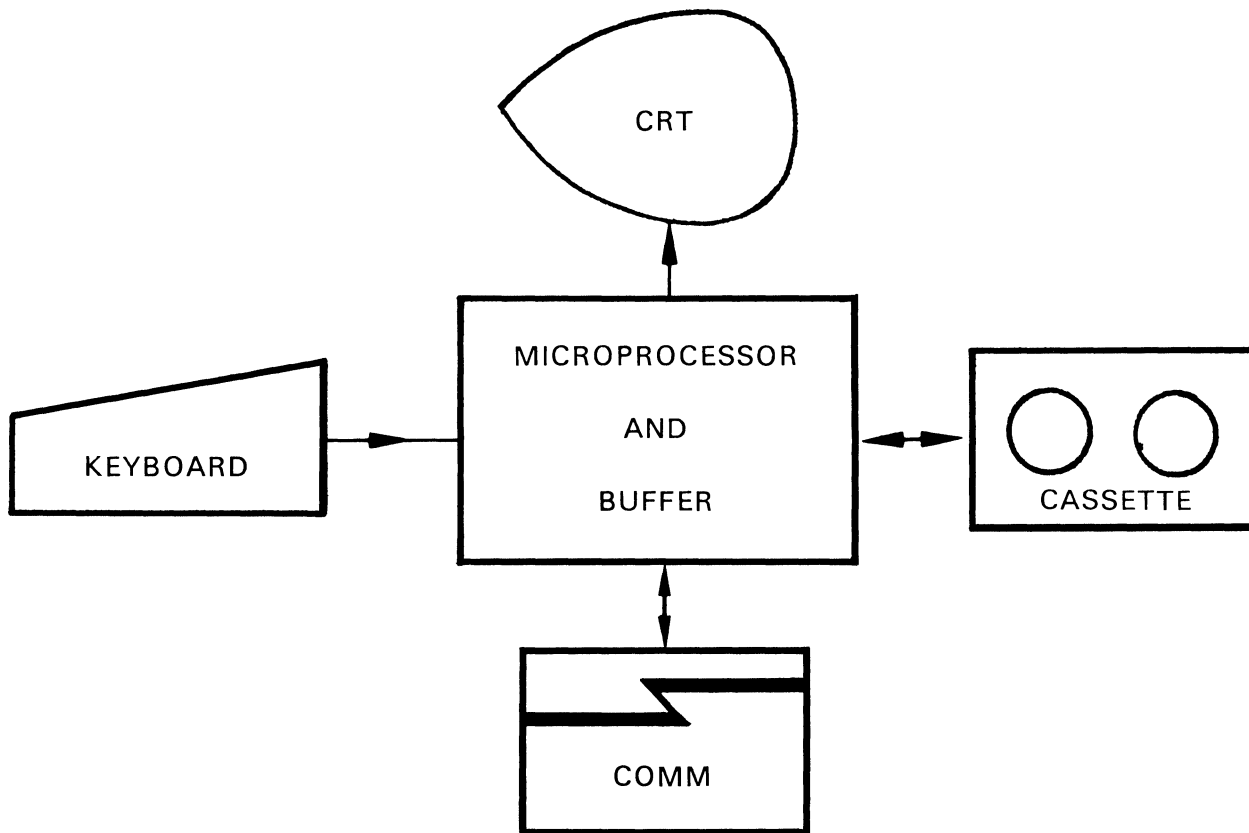 CRT
MICROPROCESSOR
AND
BUFFER
KEYBOARD
CASSETTE
COMM